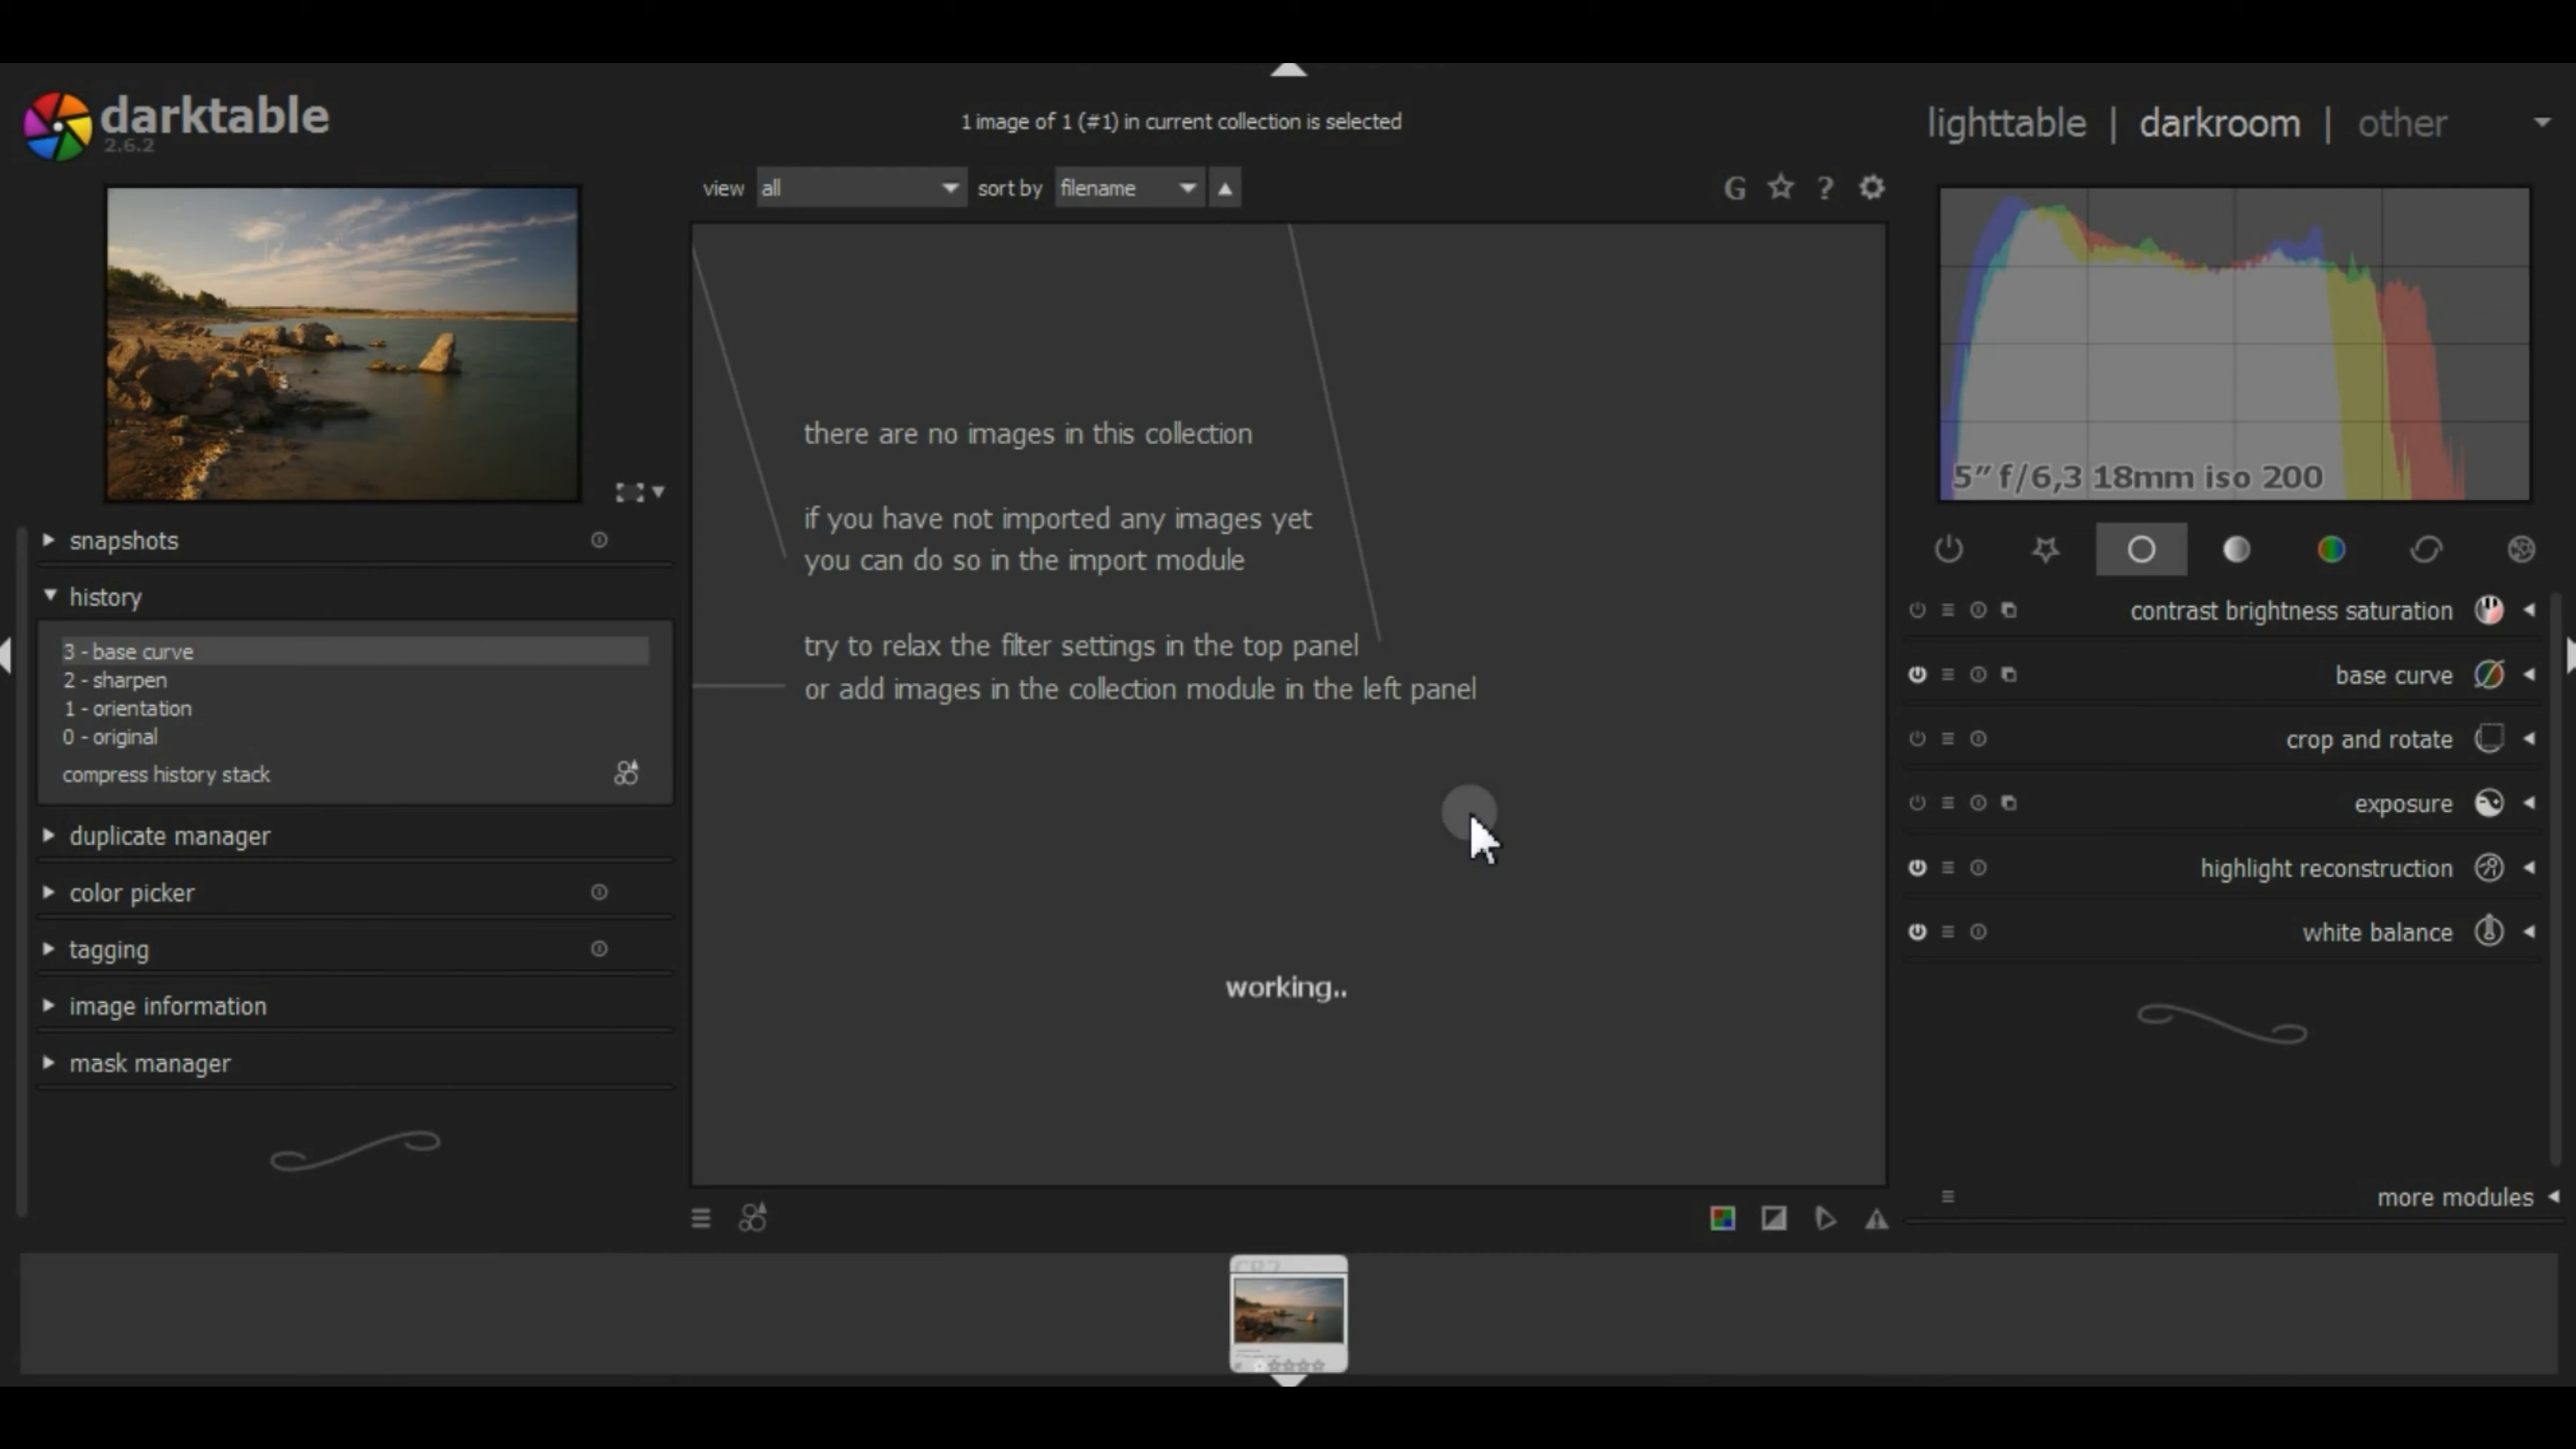 darktable
2.6.2
1 image of 1 (#1) in current collection is selected
lighttable | darkroom | other
view all sort by filename
G ?
there are no images in this collection
if you have not imported any images yet
you can do so in the import module
try to relax the filter settings in the top panel
or add images in the collection module in the left panel
working..
snapshots
history
3 - base curve
2 - sharpen
1 - orientation
0 - original
compress history stack
duplicate manager
color picker
tagging
image information
mask manager
5″ f/6,3 18mm iso 200
contrast brightness saturation
base curve
crop and rotate
exposure
highlight reconstruction
white balance
more modules
CR2